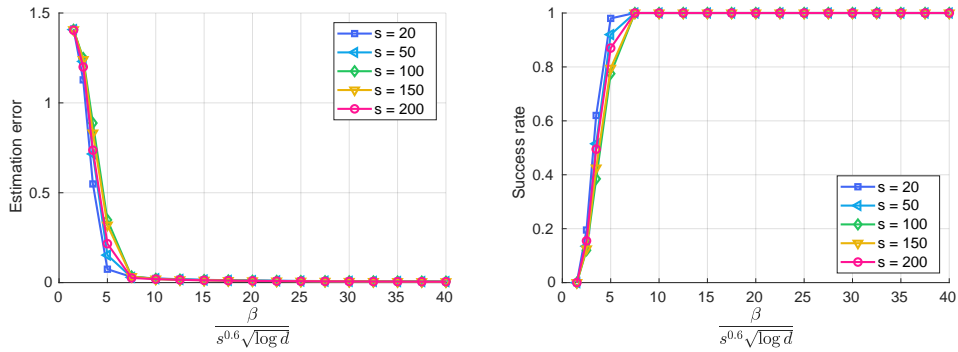 1.5
1
0.5
0
Estimation error
s = 20
s = 50
s = 100
s = 150
s = 200
0 5 10 15 20 25 30 35 40
β
s^{0.6}√log d
1
0.8
0.6
0.4
0.2
0
Success rate
s = 20
s = 50
s = 100
s = 150
s = 200
0 5 10 15 20 25 30 35 40
β
s^{0.6}√log d